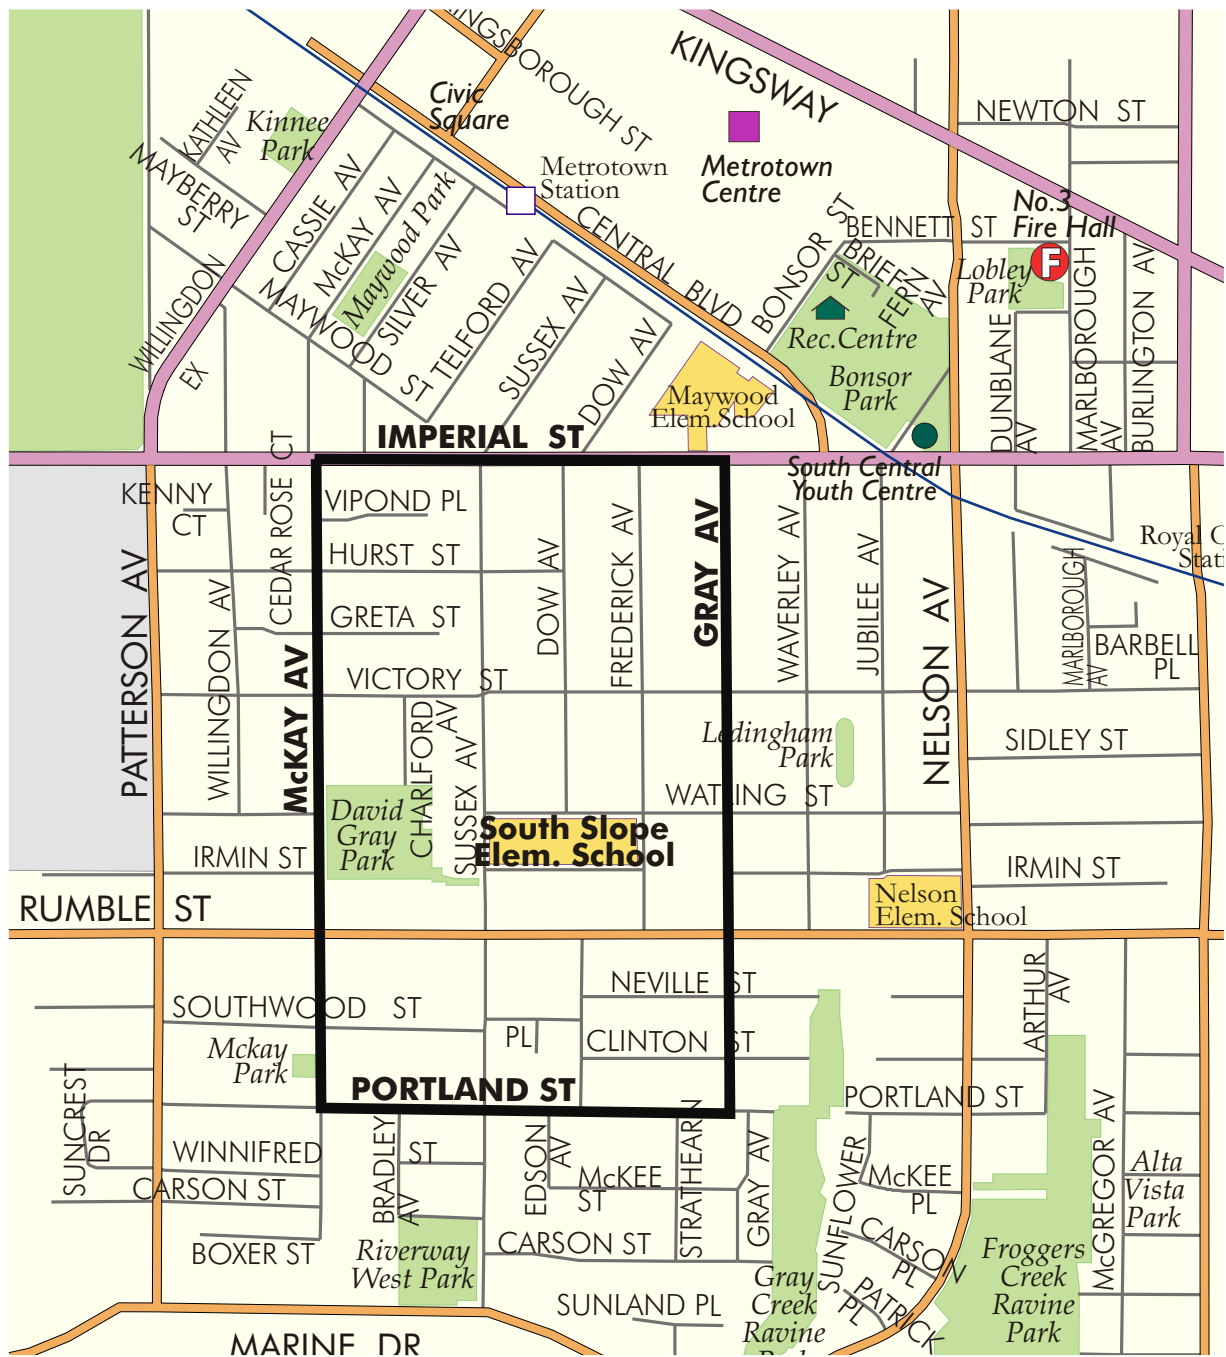 KINGSBOROUGH ST
KINGSWAY
KATHLEEN
AV
Kinnee
Park
Civic
Square
NEWTON ST
MAYBERRY
ST
Metrotown
Station
Metrotown
Centre
CASSIE AV
McKAY AV
Maywood Park
SILVER AV
No.3
Fire Hall
F
BENNETT ST
CENTRAL BLVD
BONSOR ST
BRIEFZN
ST
FERN
AV
Lobley
Park
WILLINGDON
EX
MAYWOOD ST
TELFORD AV
SUSSEX AV
DOW AV
Rec.Centre
Bonsor
Park
DUNBLANE
AV
MARLBOROUGH
AV
BURLINGTON AV
Maywood
Elem.School
IMPERIAL ST
South Central
Youth Centre
KENNY
CT
CEDAR ROSE CT
VIPOND PL
HURST ST
GRETA ST
VICTORY ST
DOW AV
FREDERICK AV
GRAY AV
WAVERLEY AV
JUBILEE AV
NELSON AV
MARLBOROUGH
AV
BARBELL
PL
PATTERSON AV
WILLINGDON AV
McKAY AV
CHARLFORD
AV
SUSSEX AV
Ledingham
Park
SIDLEY ST
David
Gray
Park
WATLING ST
South Slope
Elem. School
IRMIN ST
IRMIN ST
Nelson
Elem. School
RUMBLE ST
NEVILLE ST
ARTHUR
AV
SOUTHWOOD ST
PL
CLINTON ST
Mckay
Park
PORTLAND ST
PORTLAND ST
SUNCREST
DR
WINNIFRED
ST
BRADLEY
AV
EDSON
AV
McKEE
ST
STRATHEARN
GRAY AV
SUNFLOWER
PL
McKEE
PL
McGREGOR AV
Alta
Vista
Park
CARSON ST
CARSON ST
CARSON
PL
BOXER ST
Riverway
West Park
Gray
Creek
Ravine
Froggers
Creek
Ravine
Park
SUNLAND PL
PATRICK
MARINE DR